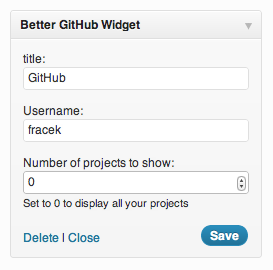 Better GitHub Widget
title:
GitHub
Username:
fracek
Number of projects to show:
0
Set to 0 to display all your projects
Delete | Close Save